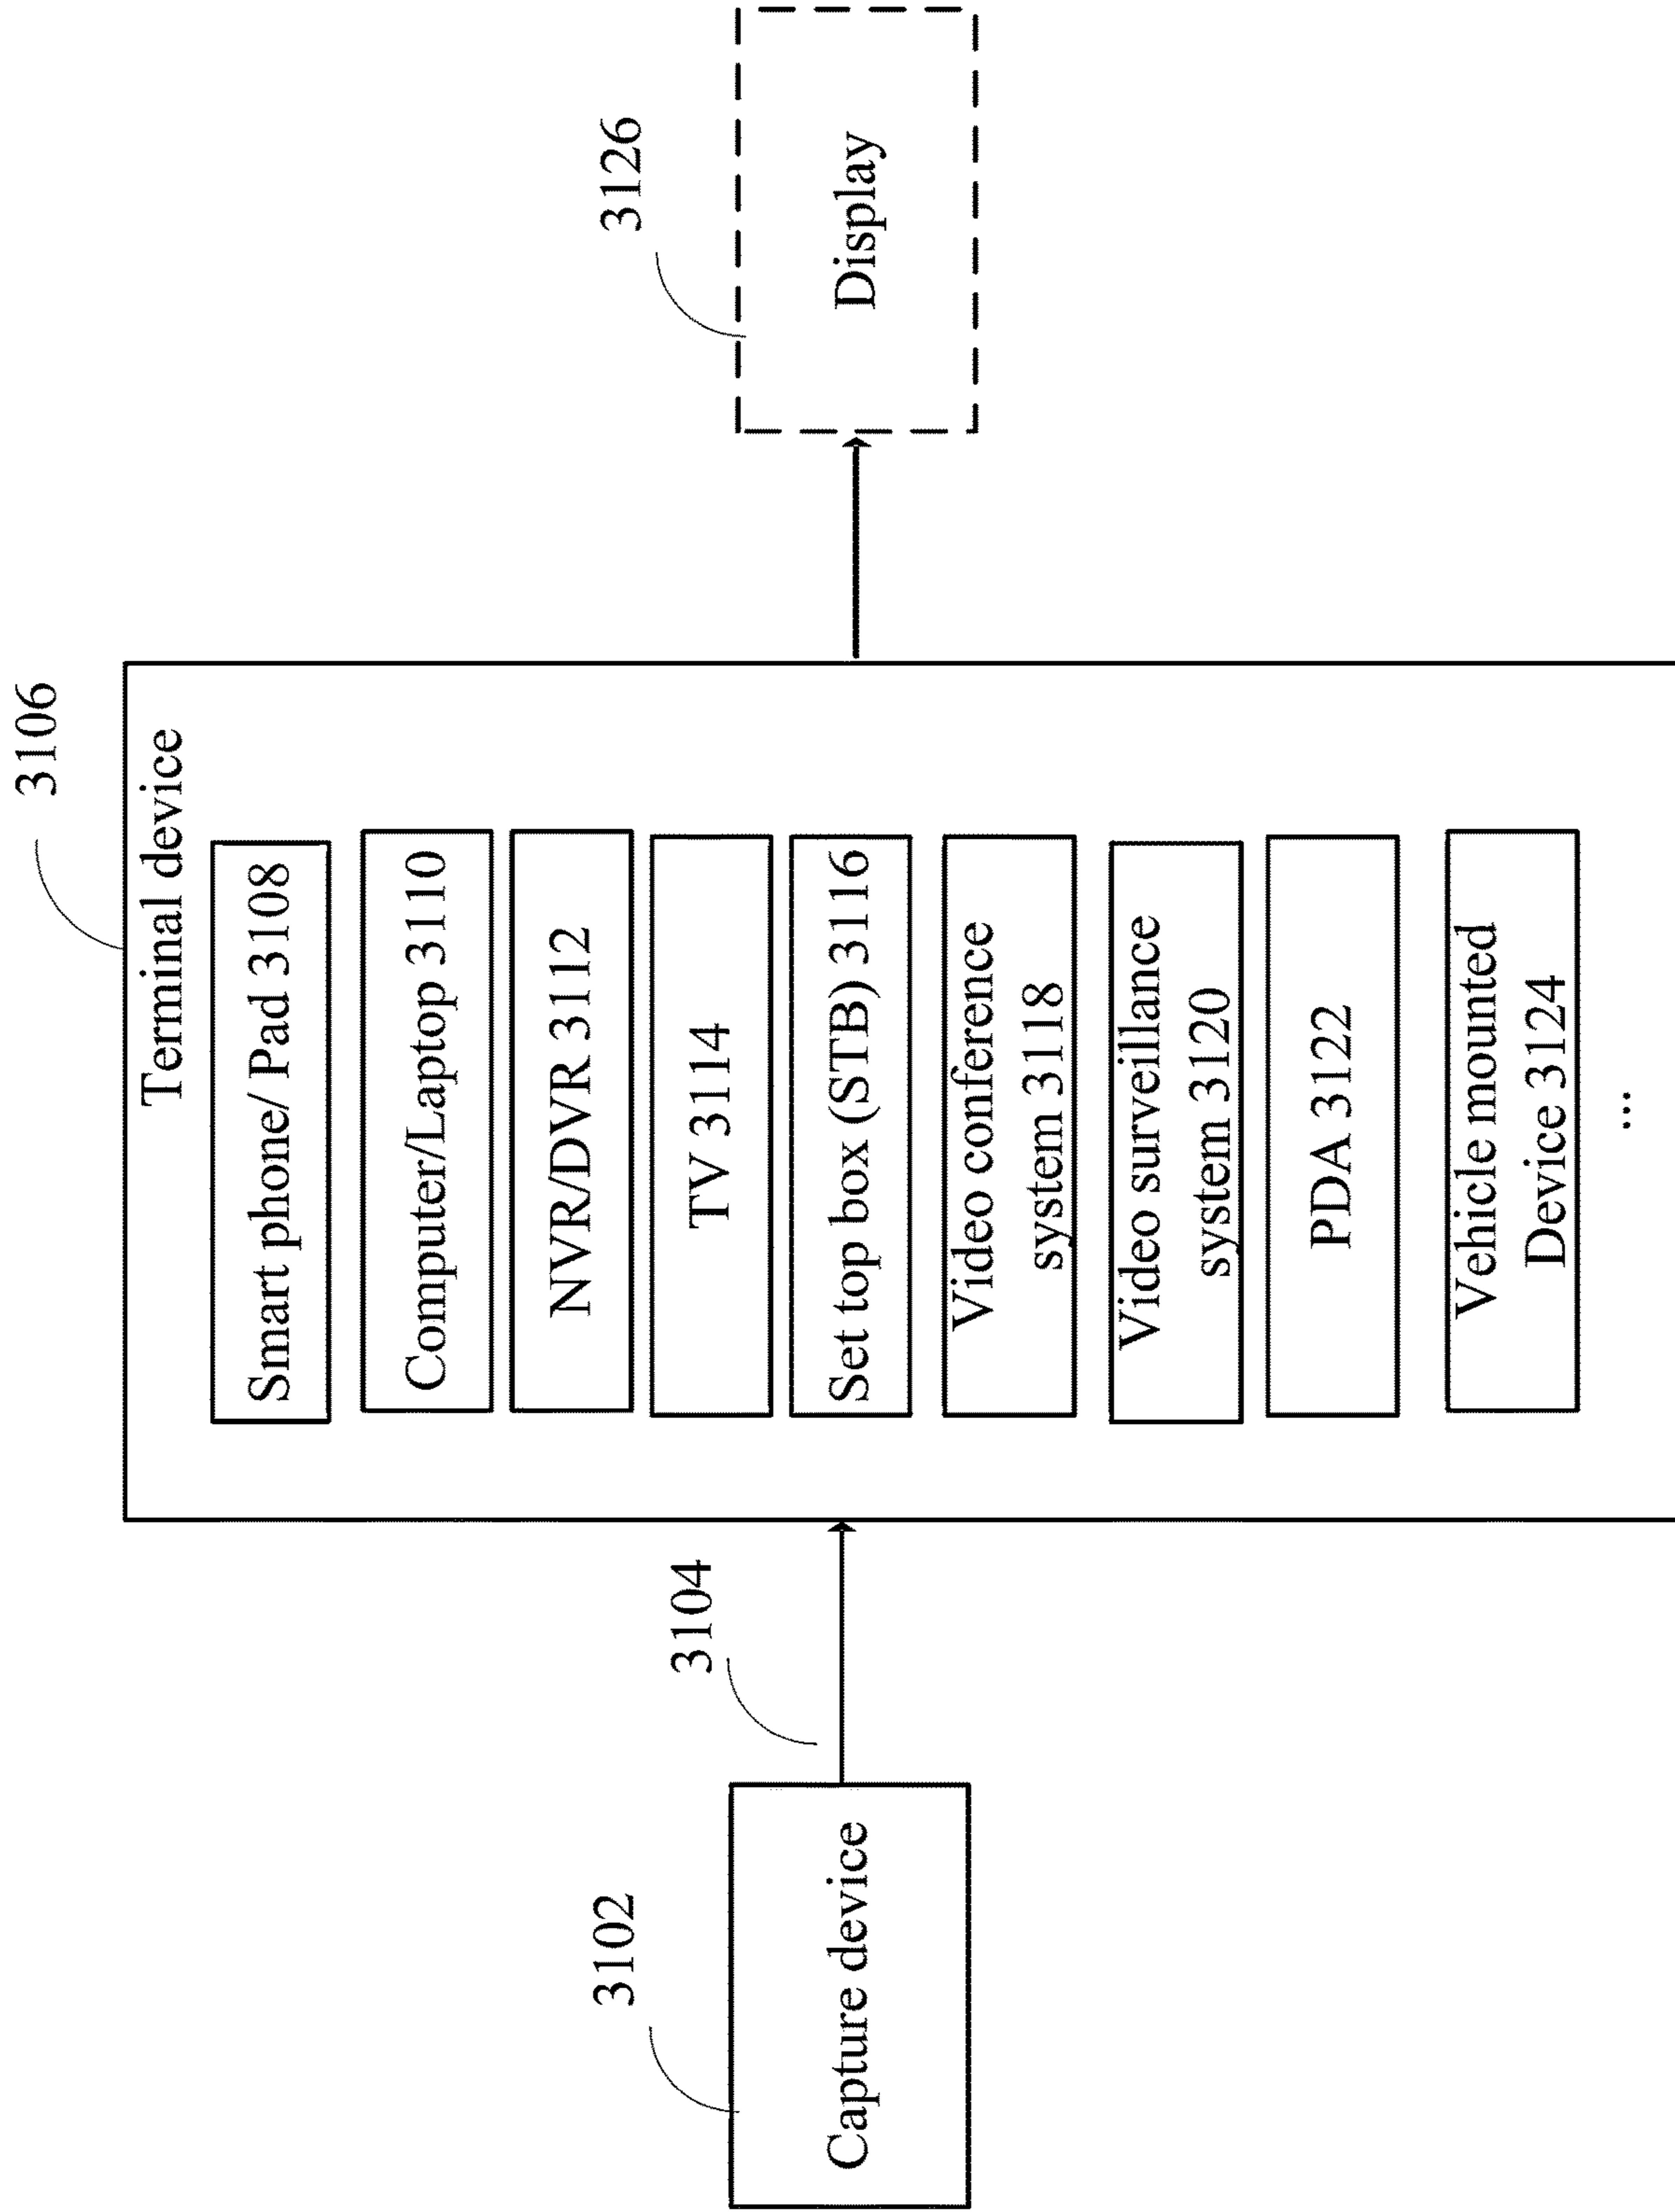 3102
Capture device
3104
3106
Terminal device
Smart phone/ Pad 3108
Computer/Laptop 3110
NVR/DVR 3112
TV 3114
Set top box (STB) 3116
Video conference
system 3118
Video surveillance
system 3120
PDA 3122
Vehicle mounted
Device 3124
...
3126
Display